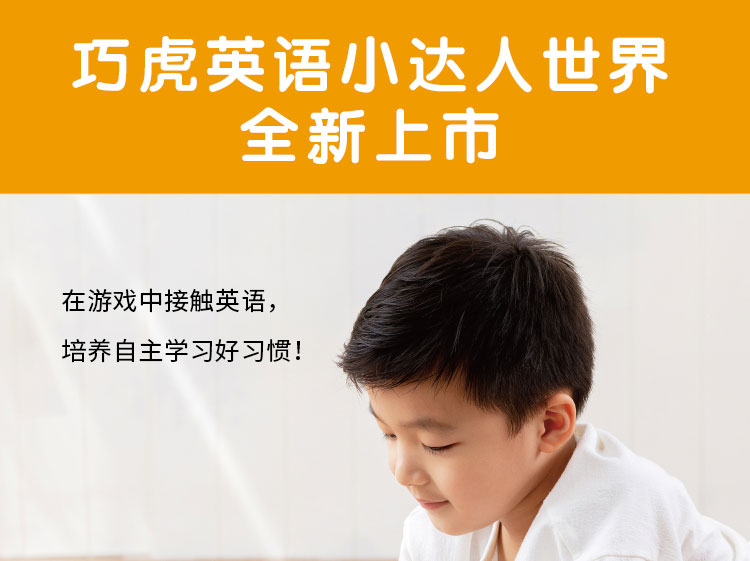 巧虎英语小达人世界
全新上市
在游戏中接触英语，
培养自主学习好习惯！